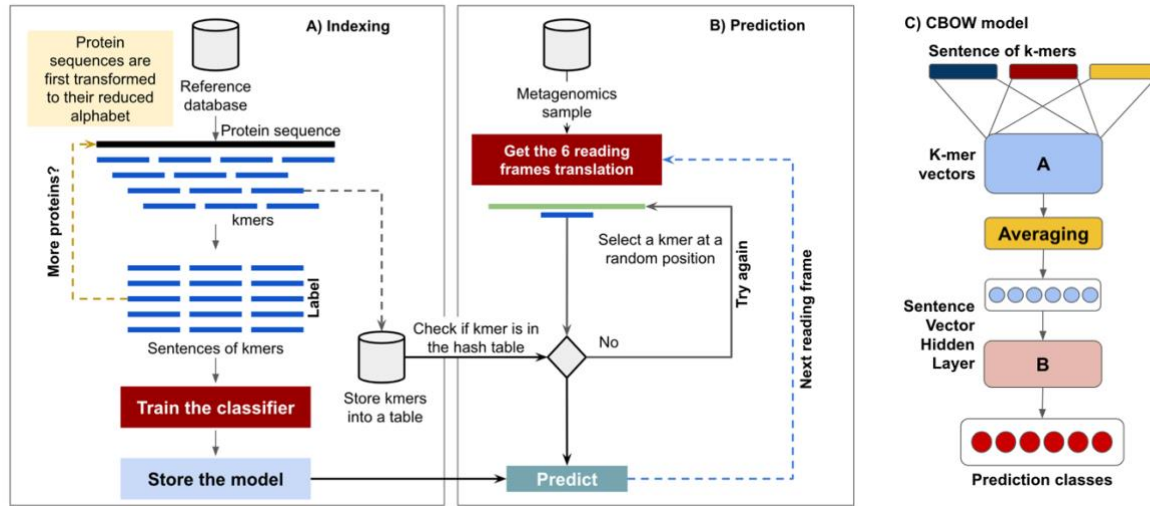 A) Indexing
Protein
sequences are
first transformed
to their reduced
alphabet
Reference
database
Protein sequence
More proteins?
kmers
Label
Sentences of kmers
Store kmers
into a table
Train the classifier
Store the model
B) Prediction
Metagenomics
sample
Get the 6 reading
frames translation
Select a kmer at a
random position
Try again
Next reading frame
Check if kmer is in
the hash table
No
Predict
C) CBOW model
Sentence of k-mers
K-mer
vectors
A
Averaging
Sentence
Vector
Hidden
Layer
B
Prediction classes